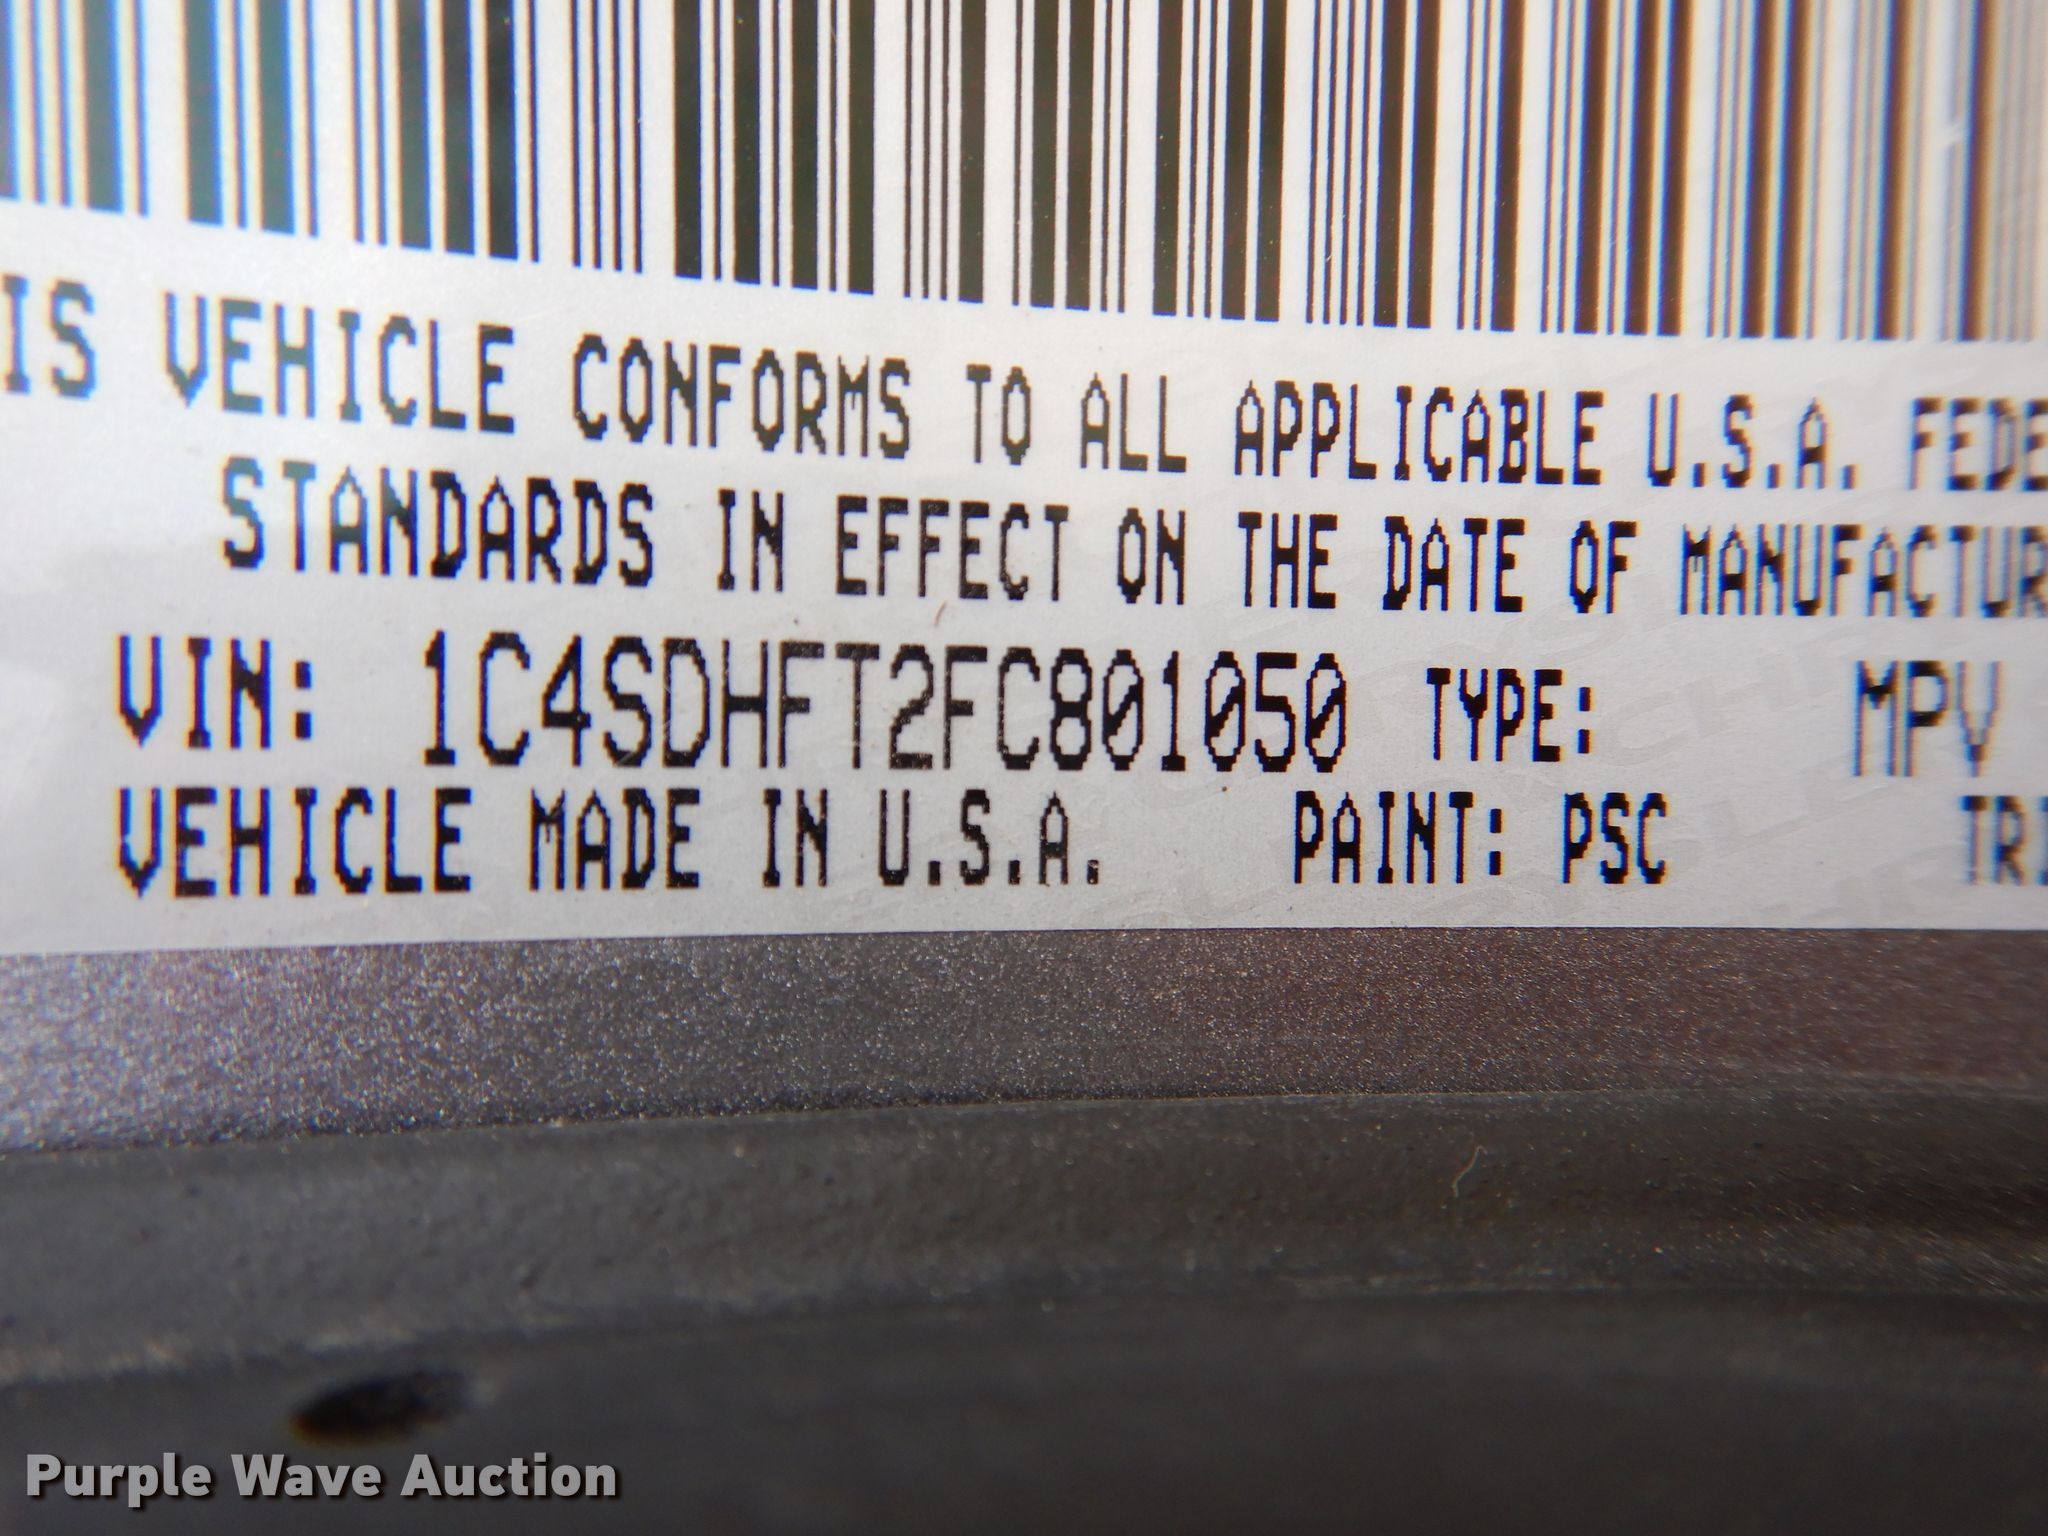 IS VEHICLE CONFORMS TO ALL APPLICABLE U.S.A. FEDE
STANDARDS IN EFFECT ON THE DATE OF MANUFACTUR
VIN: 1C4SDHFT2FC801050 TYPE: MPV
VEHICLE MADE IN U.S.A. PAINT: PSC TRI
Purple Wave Auction